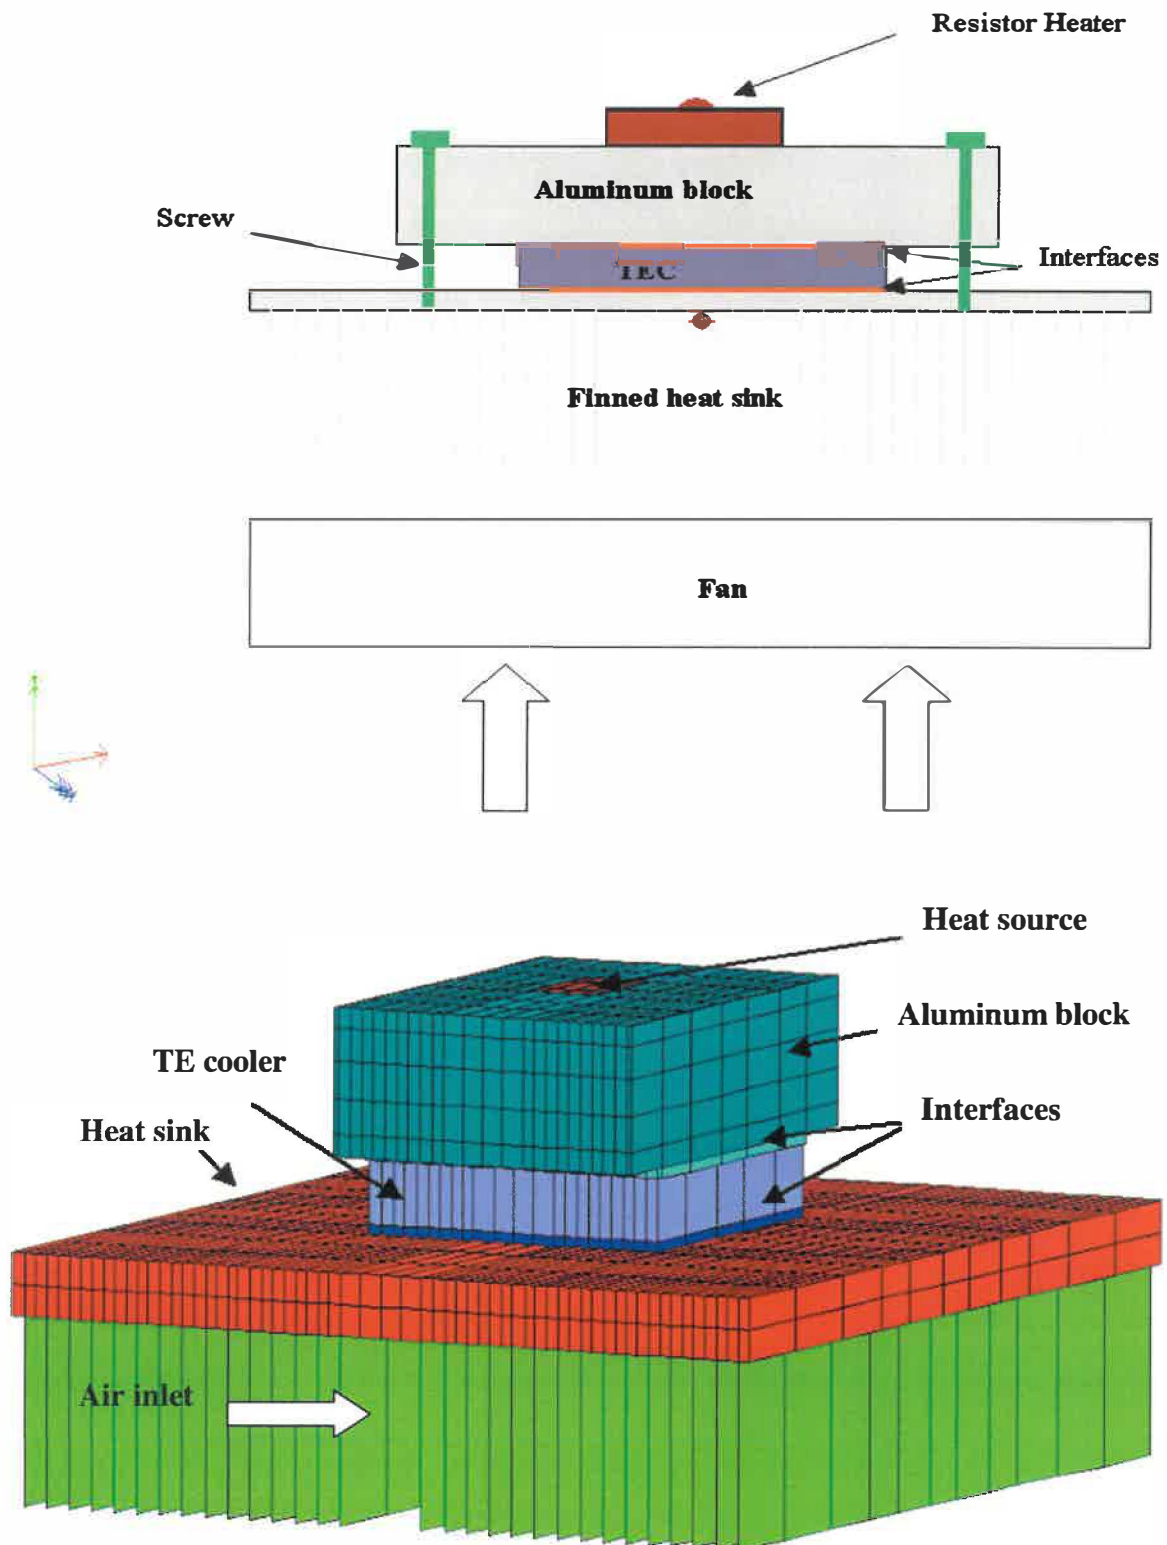 Resistor Heater
Aluminum block
Screw
Interfaces
TEC
Finned heat sink
Fan
Heat source
Aluminum block
TE cooler
Interfaces
Heat sink
Air inlet